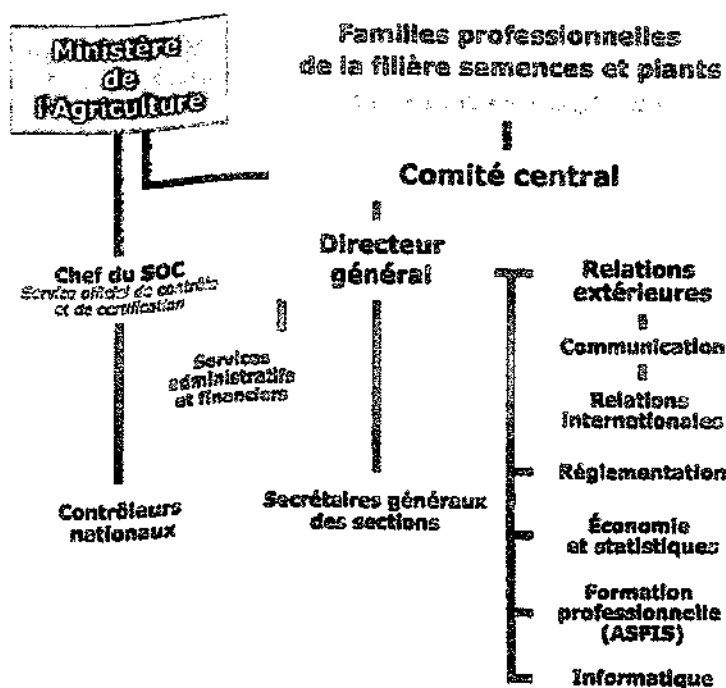 Ministère
de
l'Agriculture
Familles professionnelles
de la filière semences et plants
Comité central
Directeur
général
Chef du SOC
Service officiel de contrôle
et de certification
Services
administratifs
et financiers
Relations
extérieures
Communication
Relations
internationales
Réglementation
Contrôleurs
nationaux
Secrétaires généraux
des sections
Économie
et statistiques
Formation
professionnelle
(ASFIS)
Informatique